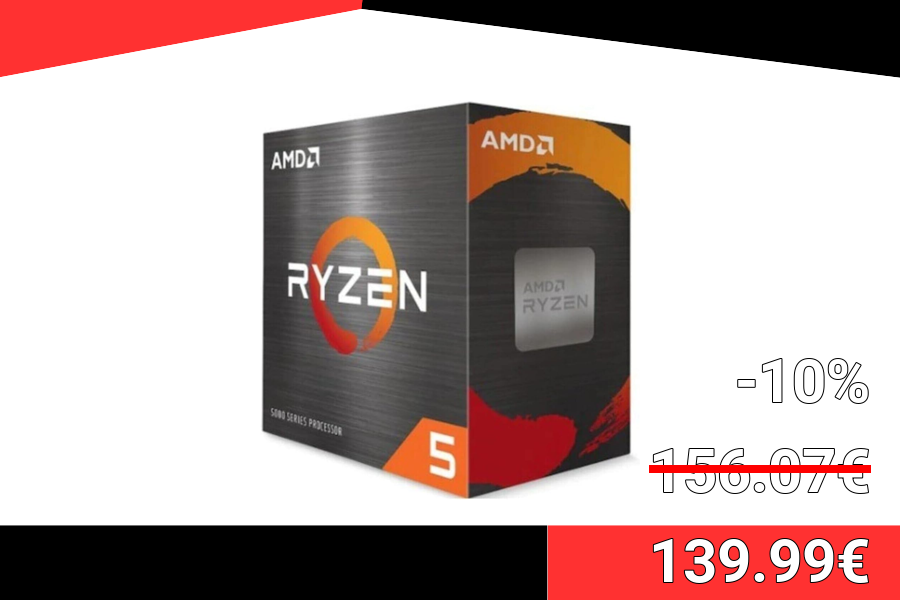 AMD
AMD
RYZEN
AMD
RYZEN
5000 SERIES PROCESSOR
5
-10%
156.07€
139.99€